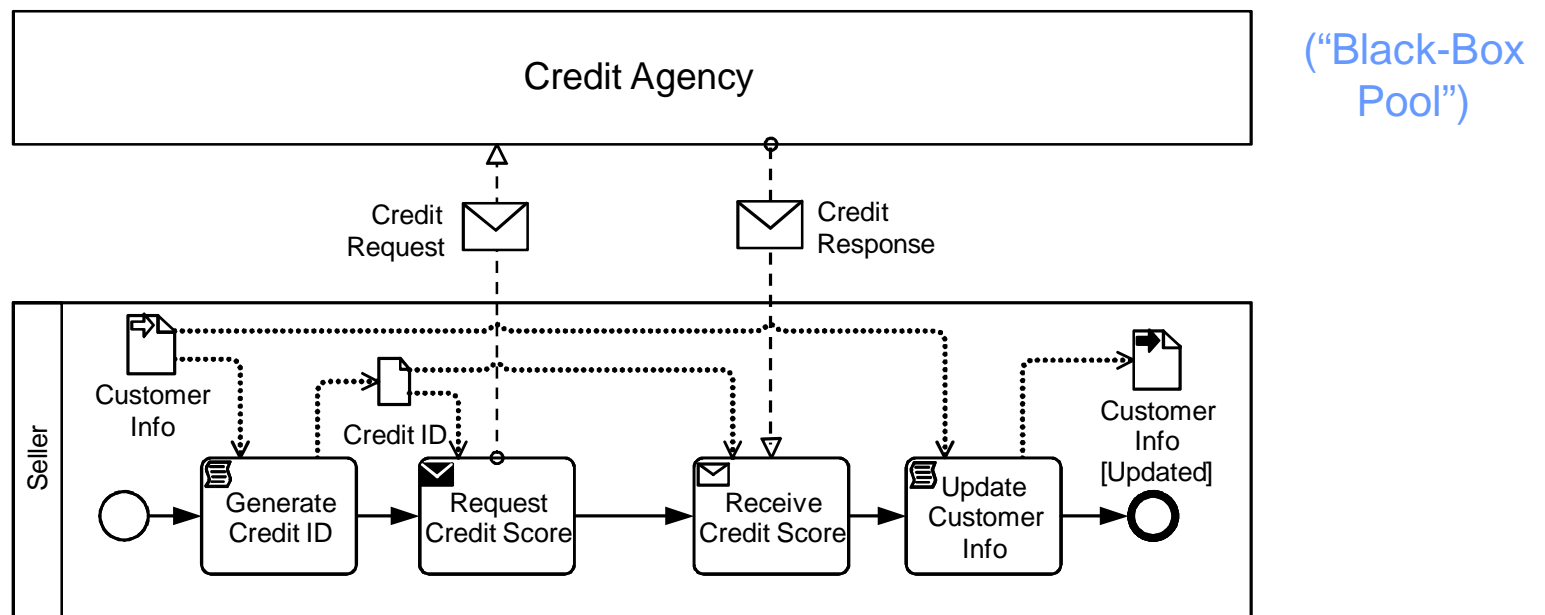 Credit Agency
(“Black-Box
Pool”)
Credit
Request
Credit
Response
Seller
Customer
Info
Credit ID
Customer
Info
[Updated]
Generate
Credit ID
Request
Credit Score
Receive
Credit Score
Update
Customer
Info